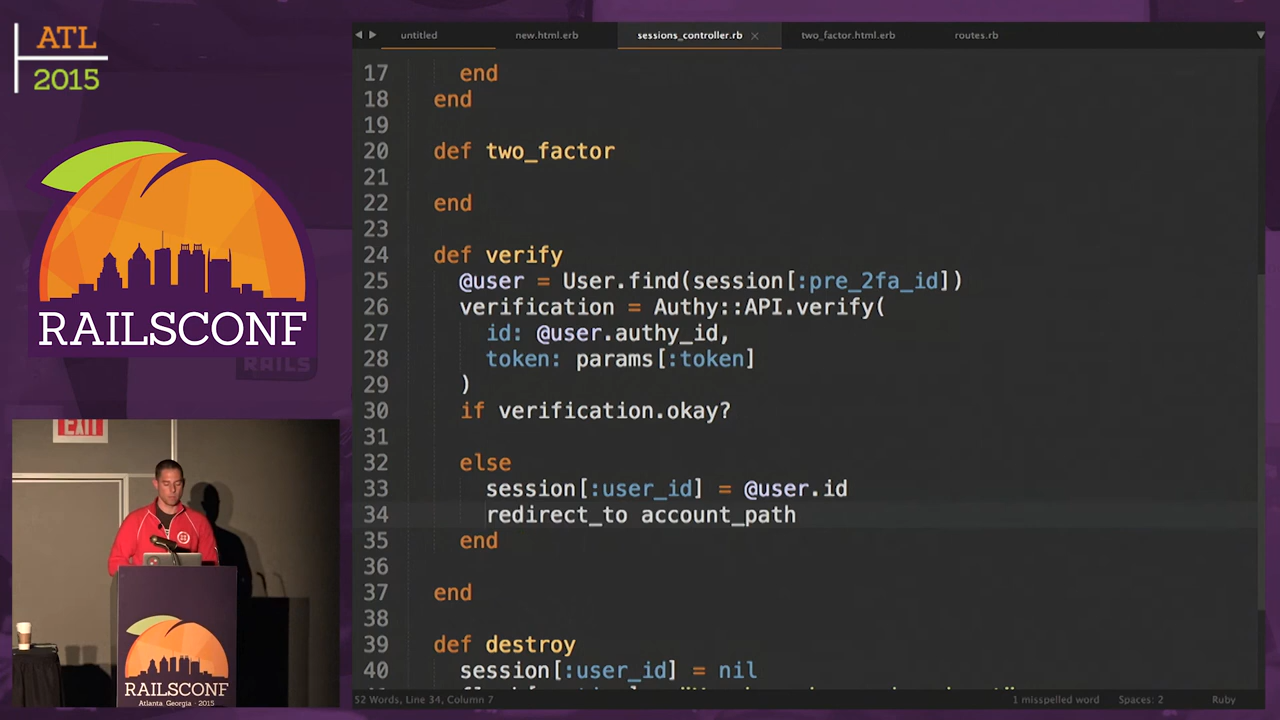 ATL
2015
RAILSCONF
RAILS
EXIT
RAILSCONF
Atlanta Georgia · 2015
untitled
new.html.erb
sessions_controller.rb
two_factor.html.erb
routes.rb
17 end
18 end
19
20 def two_factor
21
22 end
23
24 def verify
25 @user = User.find(session[:pre_2fa_id])
26 verification = Authy::API.verify(
27 id: @user.authy_id,
28 token: params[:token]
29 )
30 if verification.okay?
31
32 else
33 session[:user_id] = @user.id
34 redirect_to account_path
35 end
36
37 end
38
39 def destroy
40 session[:user_id] = nil
52 Words, Line 34, Column 7
1 misspelled word
Spaces: 2
Ruby